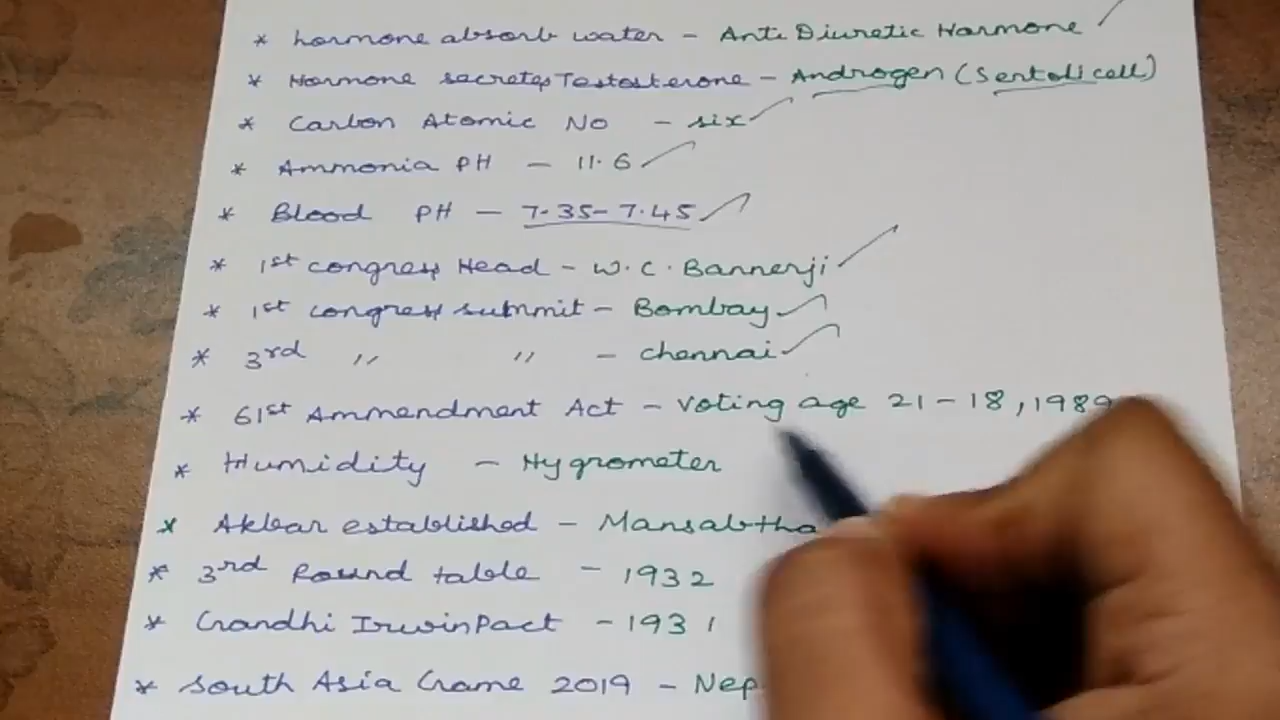 * hormone absorb water - Anti Diuretic Hormone
* Hormone secretes Testosterone - Androgen (Sertoli cell)
* Carbon Atomic No - six
* Ammonia PH - 11.6
* Blood PH - 7.35-7.45
* 1st congress Head - W.C. Bannerji
* 1st congress summit - Bombay
* 3rd " " - chennai
* 61st Ammendment Act - Voting age 21-18, 1989
* Humidity - Hygrometer
* Akbar established -
* 3rd Round table - 1932
* Gandhi Irwin Pact - 1931
* South Asia Game 2019 -